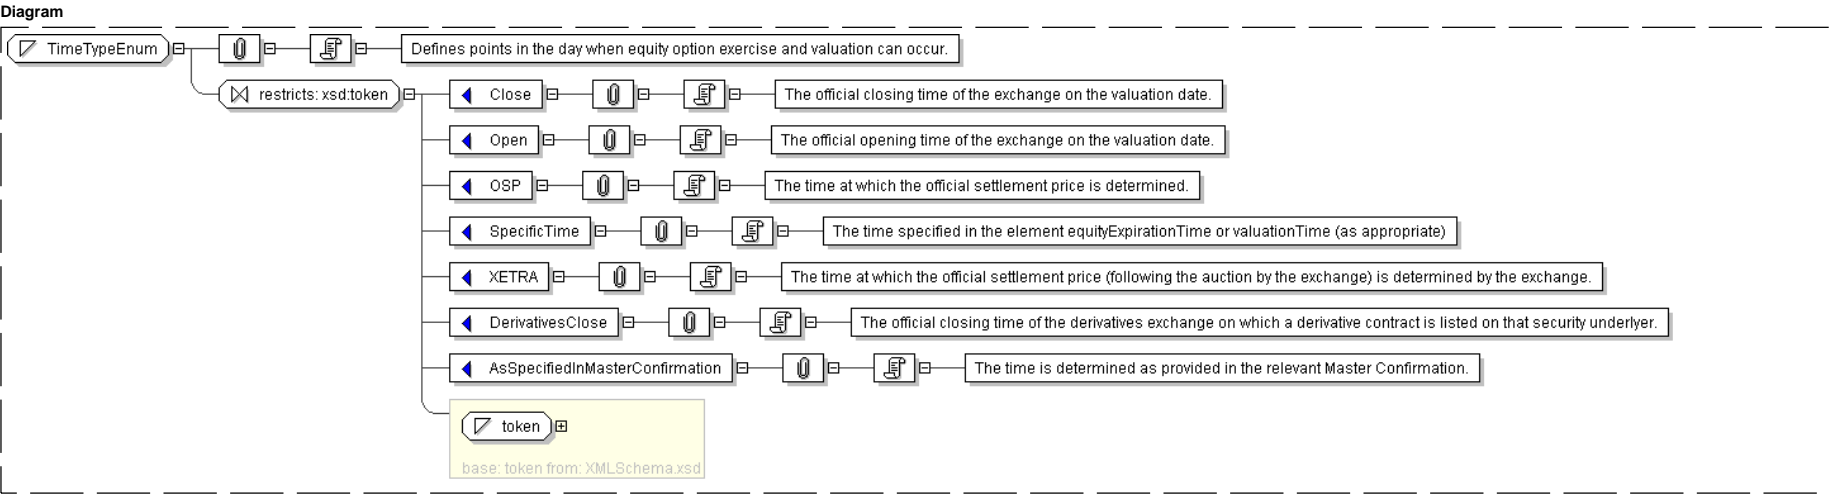 Diagram
TimeTypeEnum
Defines points in the day when equity option exercise and valuation can occur.
restricts: xsd:token
Close
The official closing time of the exchange on the valuation date.
Open
The official opening time of the exchange on the valuation date.
OSP
The time at which the official settlement price is determined.
SpecificTime
The time specified in the element equityExpirationTime or valuationTime (as appropriate)
XETRA
The time at which the official settlement price (following the auction by the exchange) is determined by the exchange.
DerivativesClose
The official closing time of the derivatives exchange on which a derivative contract is listed on that security underlyer.
AsSpecifiedInMasterConfirmation
The time is determined as provided in the relevant Master Confirmation.
token
base: token from: XMLSchema.xsd